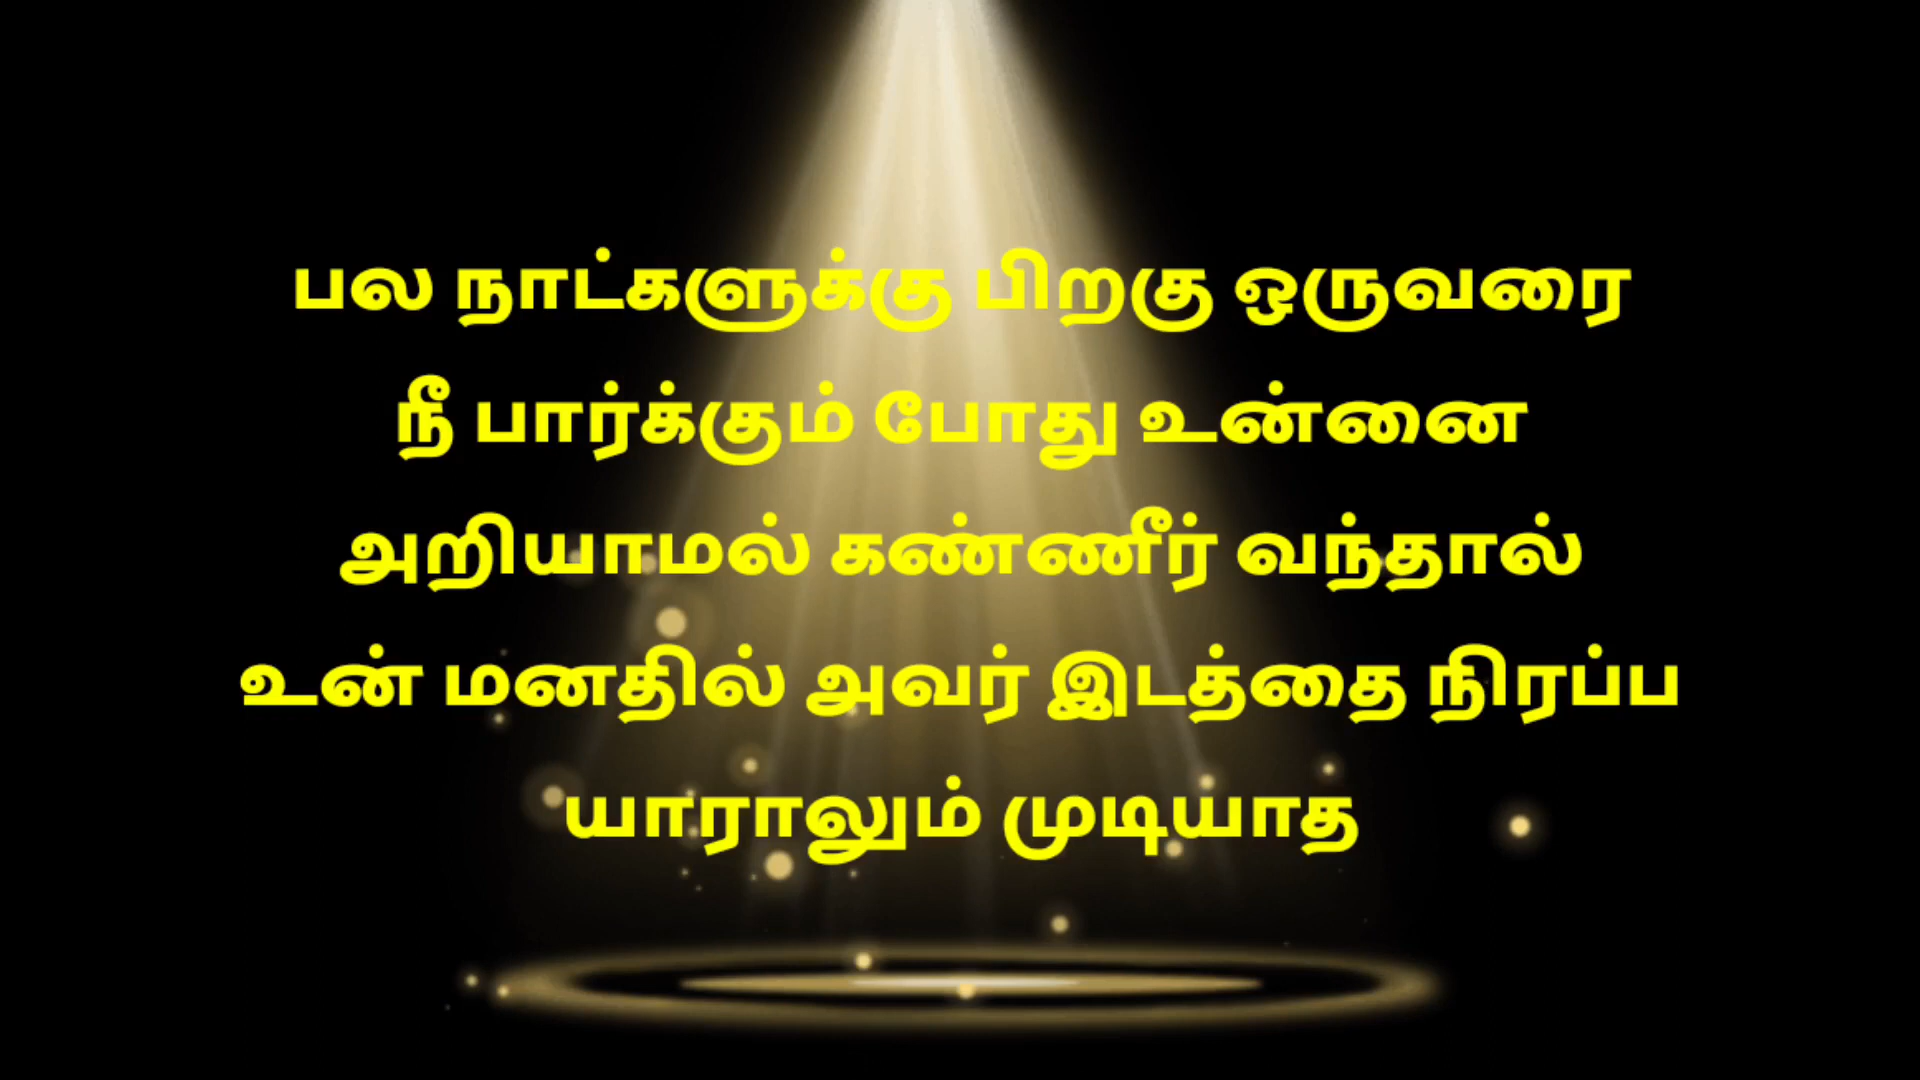 பல நாட்களுக்கு பிறகு ஒருவரை
நீ பார்க்கும் போது உன்னை
அறியாமல் கண்ணீர் வந்தால்
உன் மனதில் அவர் இடத்தை நிரப்ப
யாராலும் முடியாத